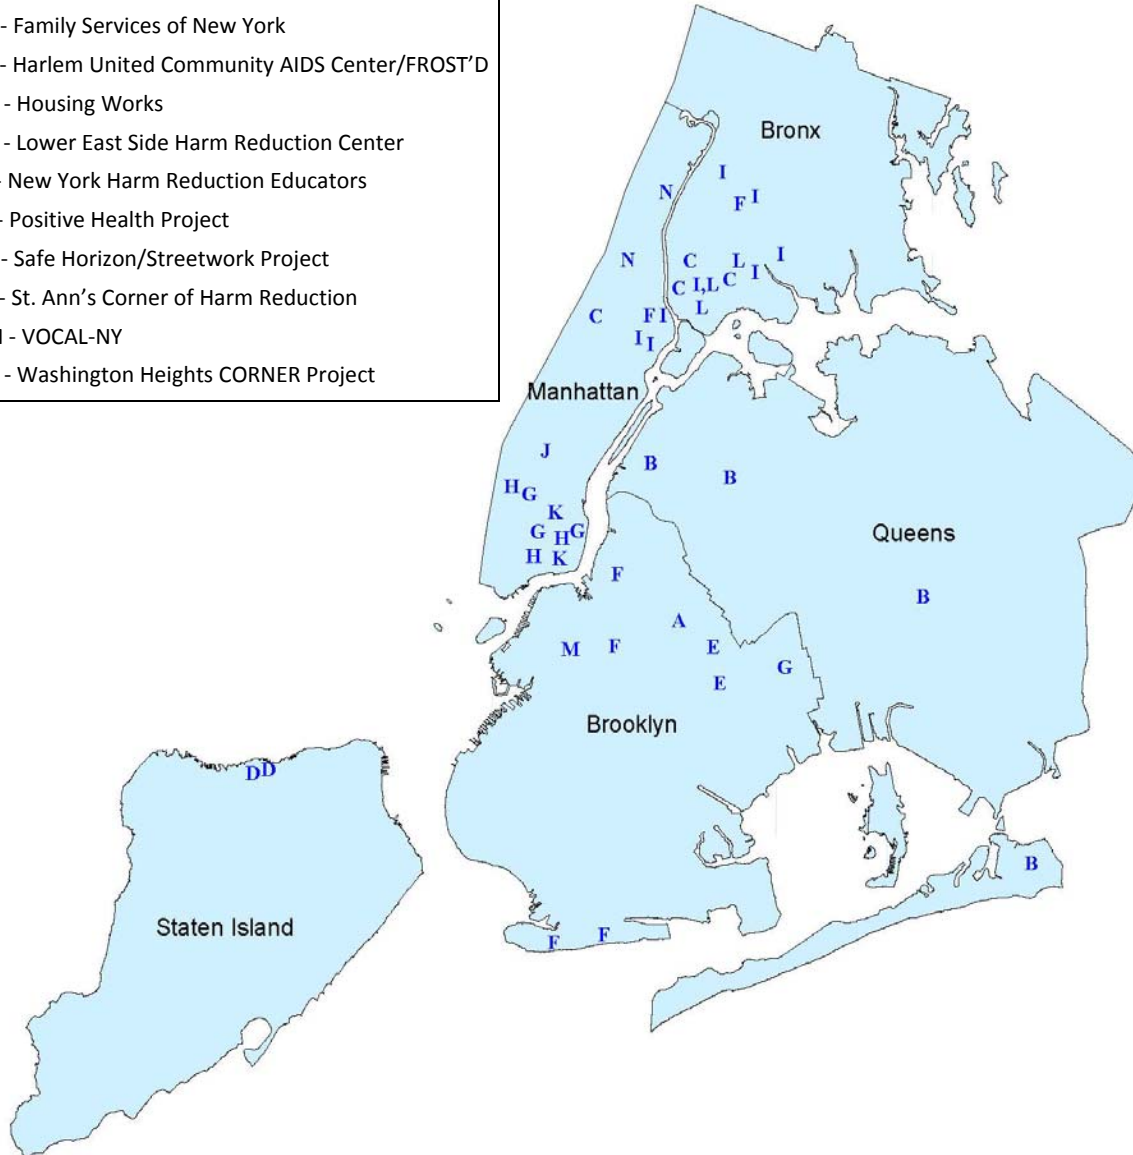 - Family Services of New York
- Harlem United Community AIDS Center/FROST’D
- Housing Works
- Lower East Side Harm Reduction Center
- New York Harm Reduction Educators
- Positive Health Project
- Safe Horizon/Streetwork Project
- St. Ann’s Corner of Harm Reduction
- VOCAL-NY
- Washington Heights CORNER Project
Bronx
I
N
F I
N
C L I
I
C I,L C
L
C
F I
I I
Manhattan
J
B
B
H G
K
G H G
Queens
H K
F
B
A
M F E
G
E
Brooklyn
D D
B
Staten Island
F F